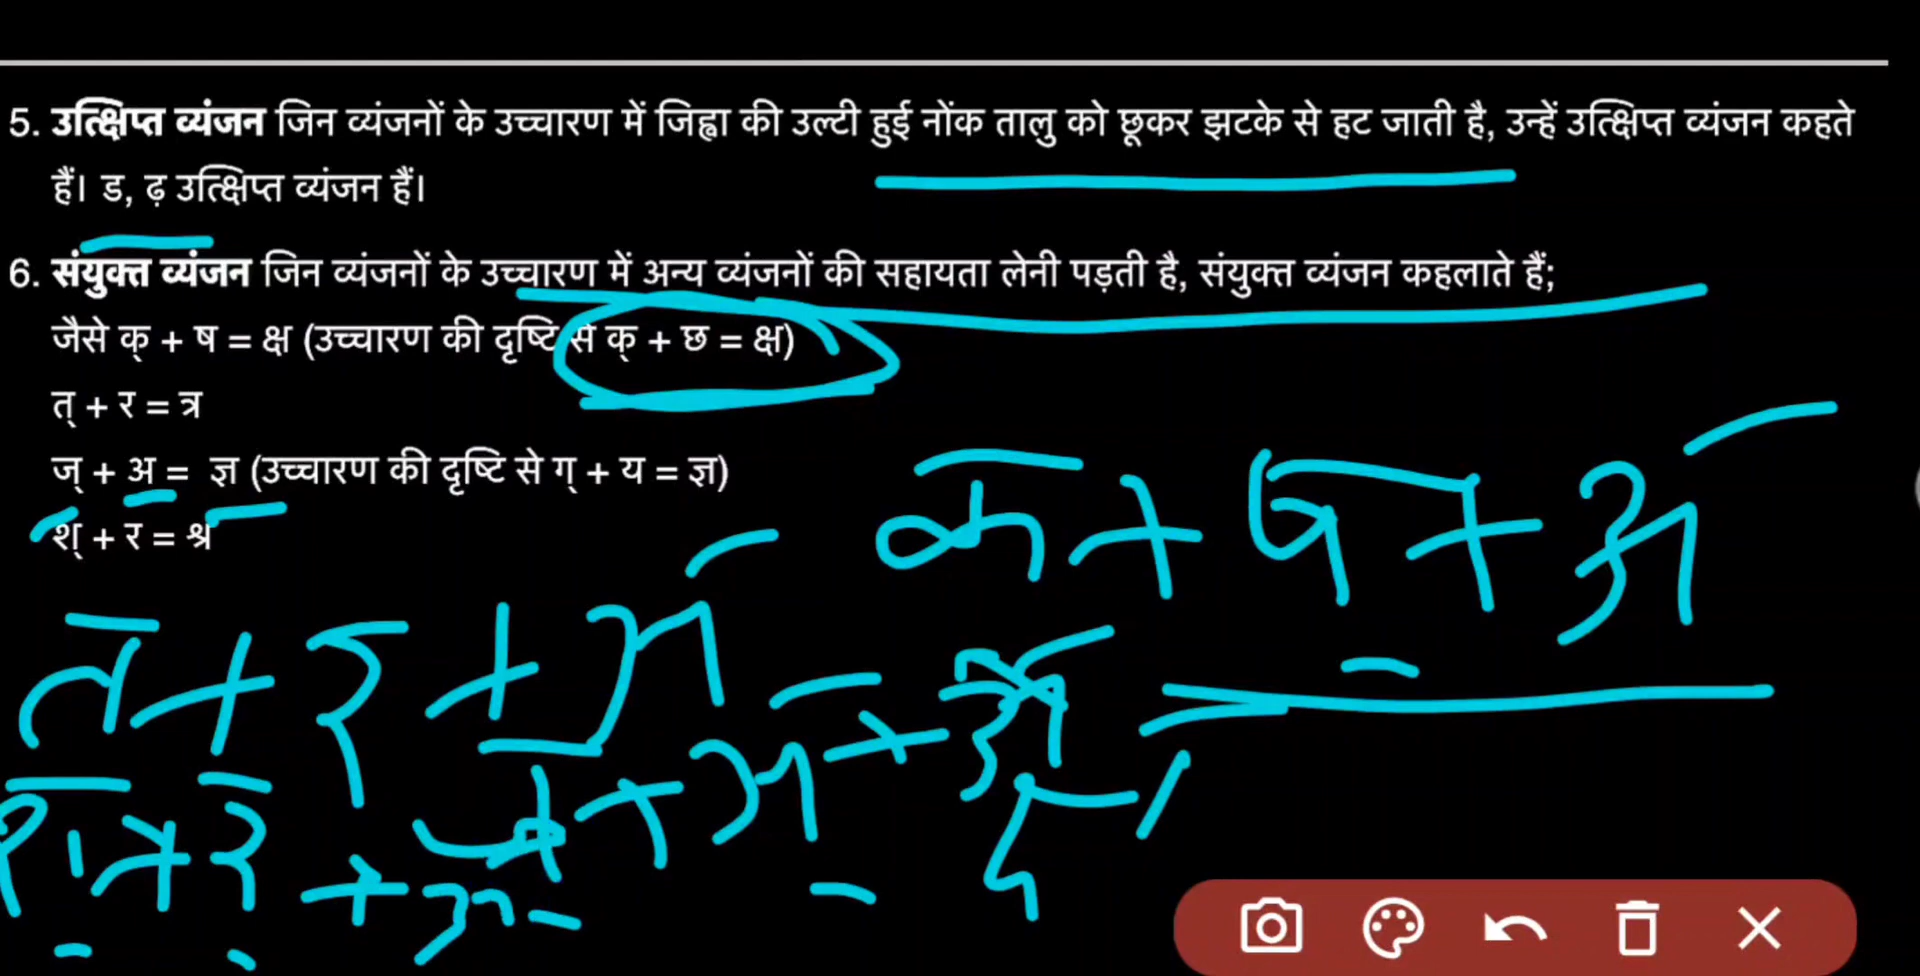 5. उत्क्षिप्त व्यंजन जिन व्यंजनों के उच्चारण में जिह्वा की उल्टी हुई नोंक तालु को छूकर झटके से हट जाती है, उन्हें उत्क्षिप्त व्यंजन कहते
हैं। ड, ढ़ उत्क्षिप्त व्यंजन हैं।
6. संयुक्त व्यंजन जिन व्यंजनों के उच्चारण में अन्य व्यंजनों की सहायता लेनी पड़ती है, संयुक्त व्यंजन कहलाते हैं;
जैसे क् + ष = क्ष (उच्चारण की दृष्टि से क् + छ = क्ष)
त् + र = त्र
ज् + अ = ज्ञ (उच्चारण की दृष्टि से ग् + य = ज्ञ)
श् + र = श्र
क + ष + अ
त + र + अ